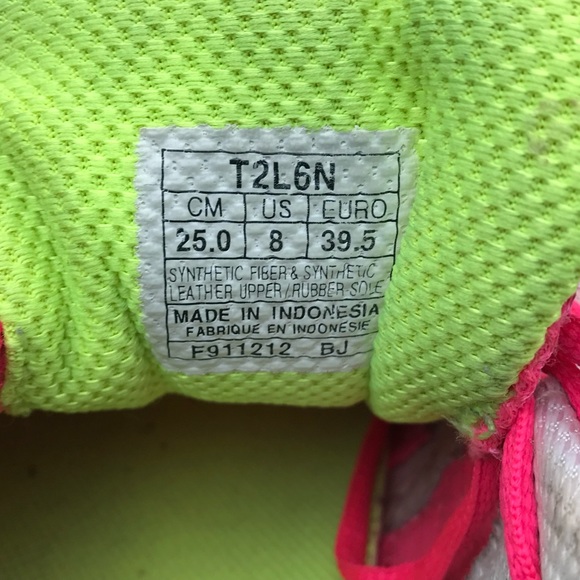 T2L6N
CM US EURO
25.0 8 39.5
SYNTHETIC FIBER & SYNTHETIC
LEATHER UPPER/RUBBER SOLE
MADE IN INDONESIA
FABRIQUE EN INDONESIE
F911212 BJ